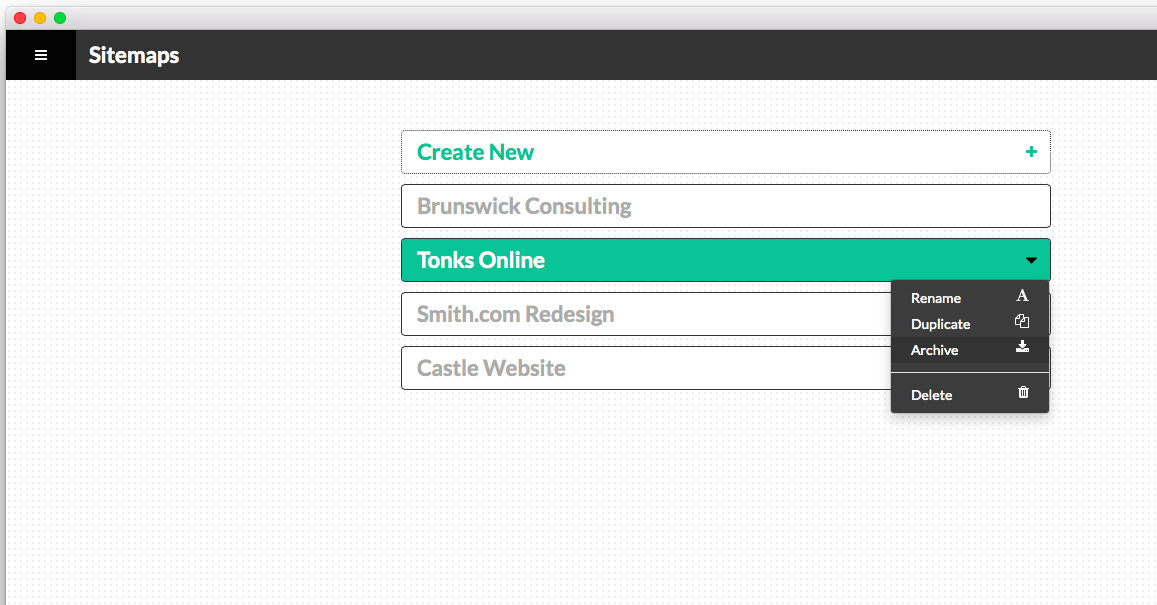 Sitemaps
Create New
Brunswick Consulting
Tonks Online
Smith.com Redesign
Castle Website
Rename
Duplicate
Archive
Delete